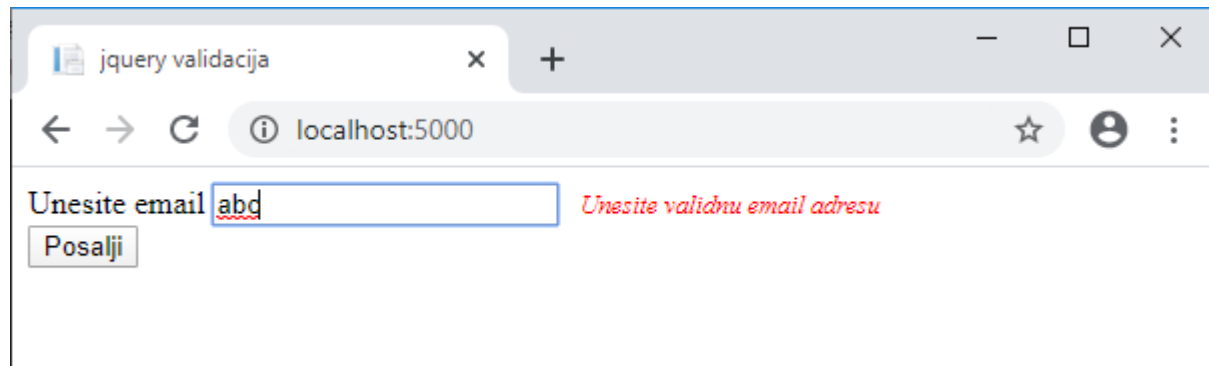 jquery validacija
localhost:5000
Unesite email abc Unesite validnu email adresu
Posalji